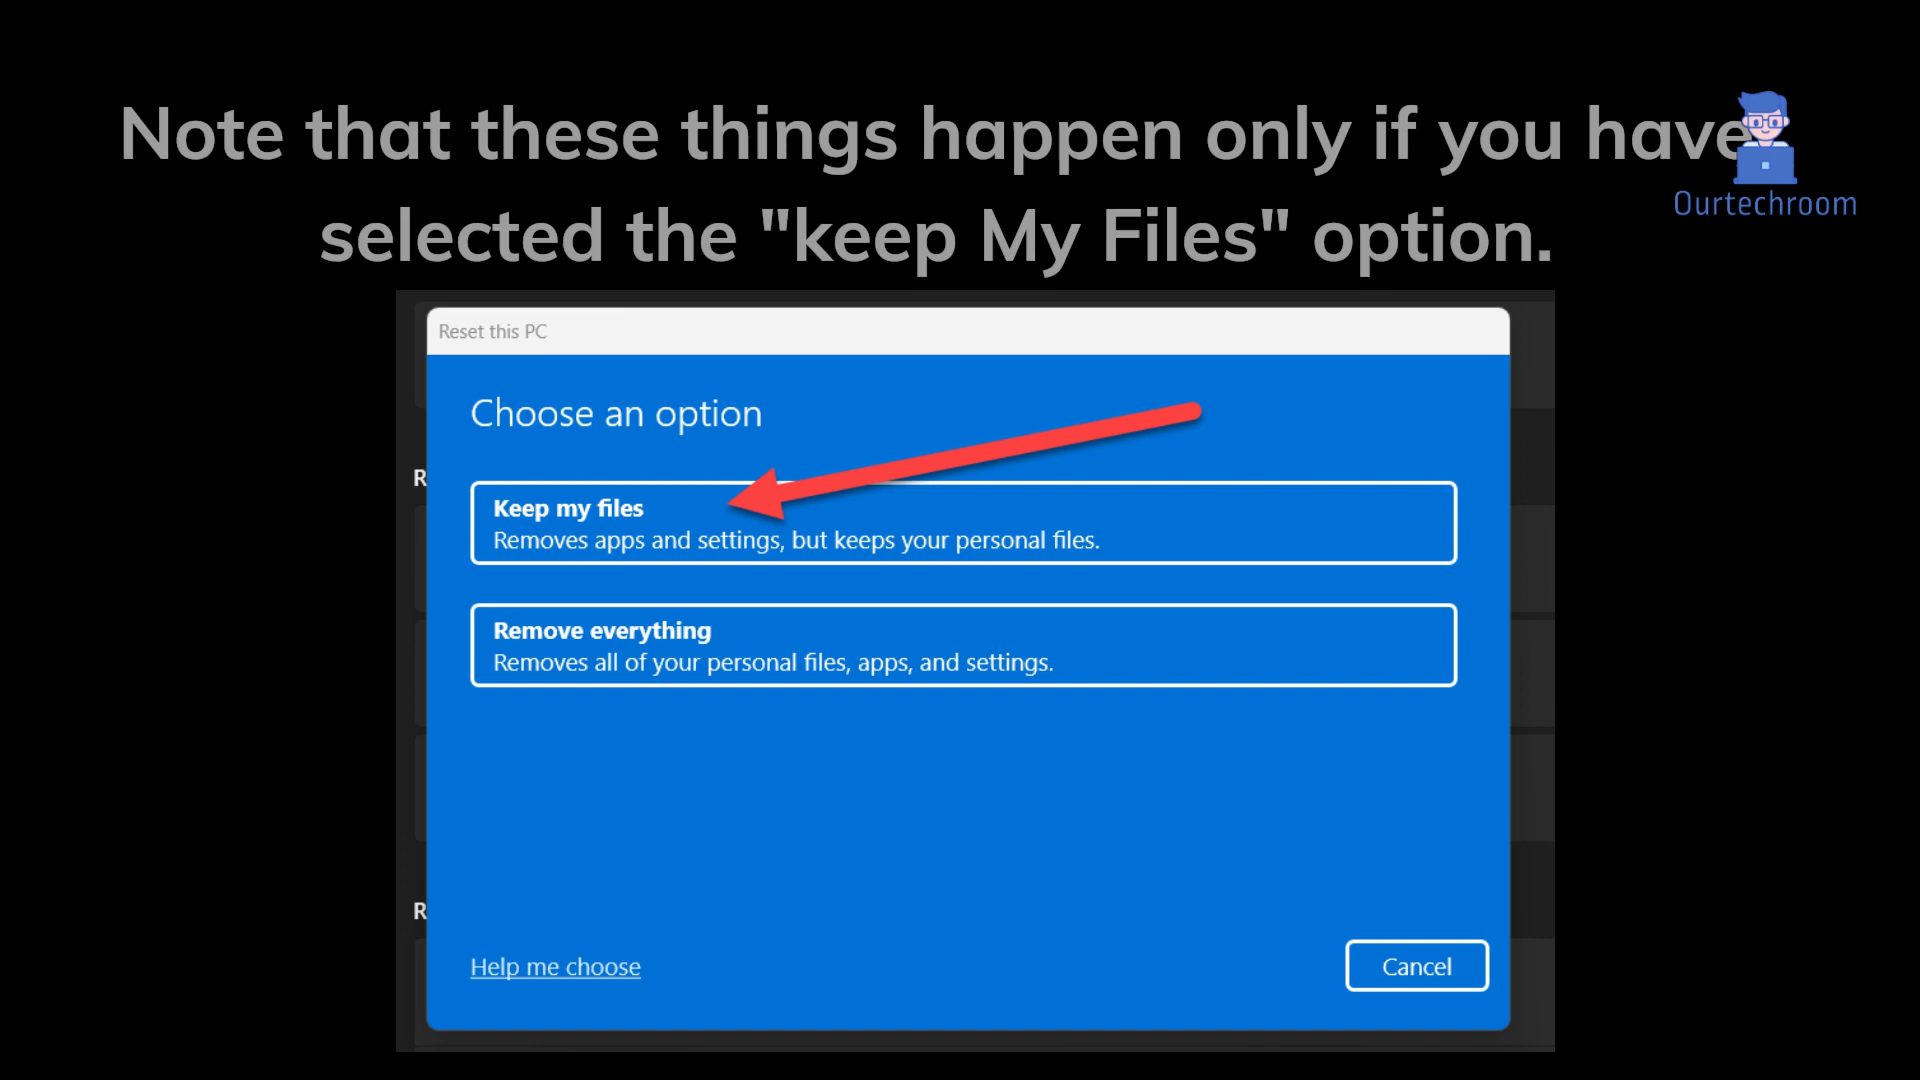 Note that these things happen only if you have
selected the "keep My Files" option.
Ourtechroom
Reset this PC
Choose an option
R
Keep my files
Removes apps and settings, but keeps your personal files.
Remove everything
Removes all of your personal files, apps, and settings.
R
Help me choose
Cancel